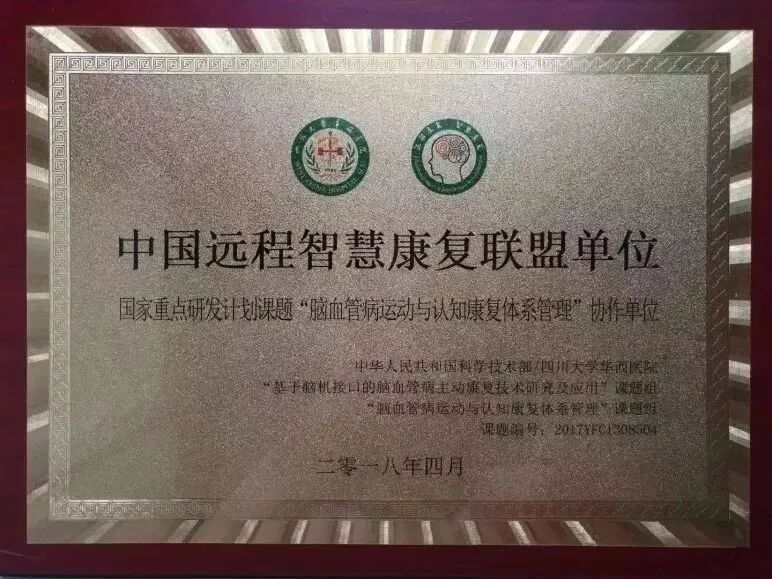 中国远程智慧康复联盟单位
国家重点研发计划课题“脑血管病运动与认知康复体系管理”协作单位
中华人民共和国科学技术部/四川大学华西医院
“基于脑机接口的脑血管病主动康复技术研究及应用”课题组
“脑血管病运动与认知康复体系管理”课题组
课题编号：2017YFC1308504
二零一八年四月